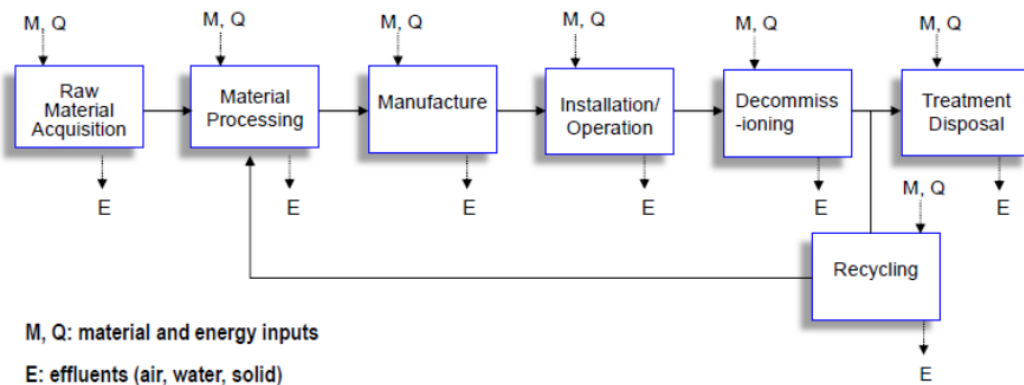 M, Q
M, Q
M, Q
M, Q
M, Q
M, Q
Raw
Material
Acquisition
Material
Processing
Manufacture
Installation/
Operation
Decommiss
-ioning
Treatment
Disposal
E
E
E
E
E
E
M, Q
Recycling
E
M, Q: material and energy inputs
E: effluents (air, water, solid)